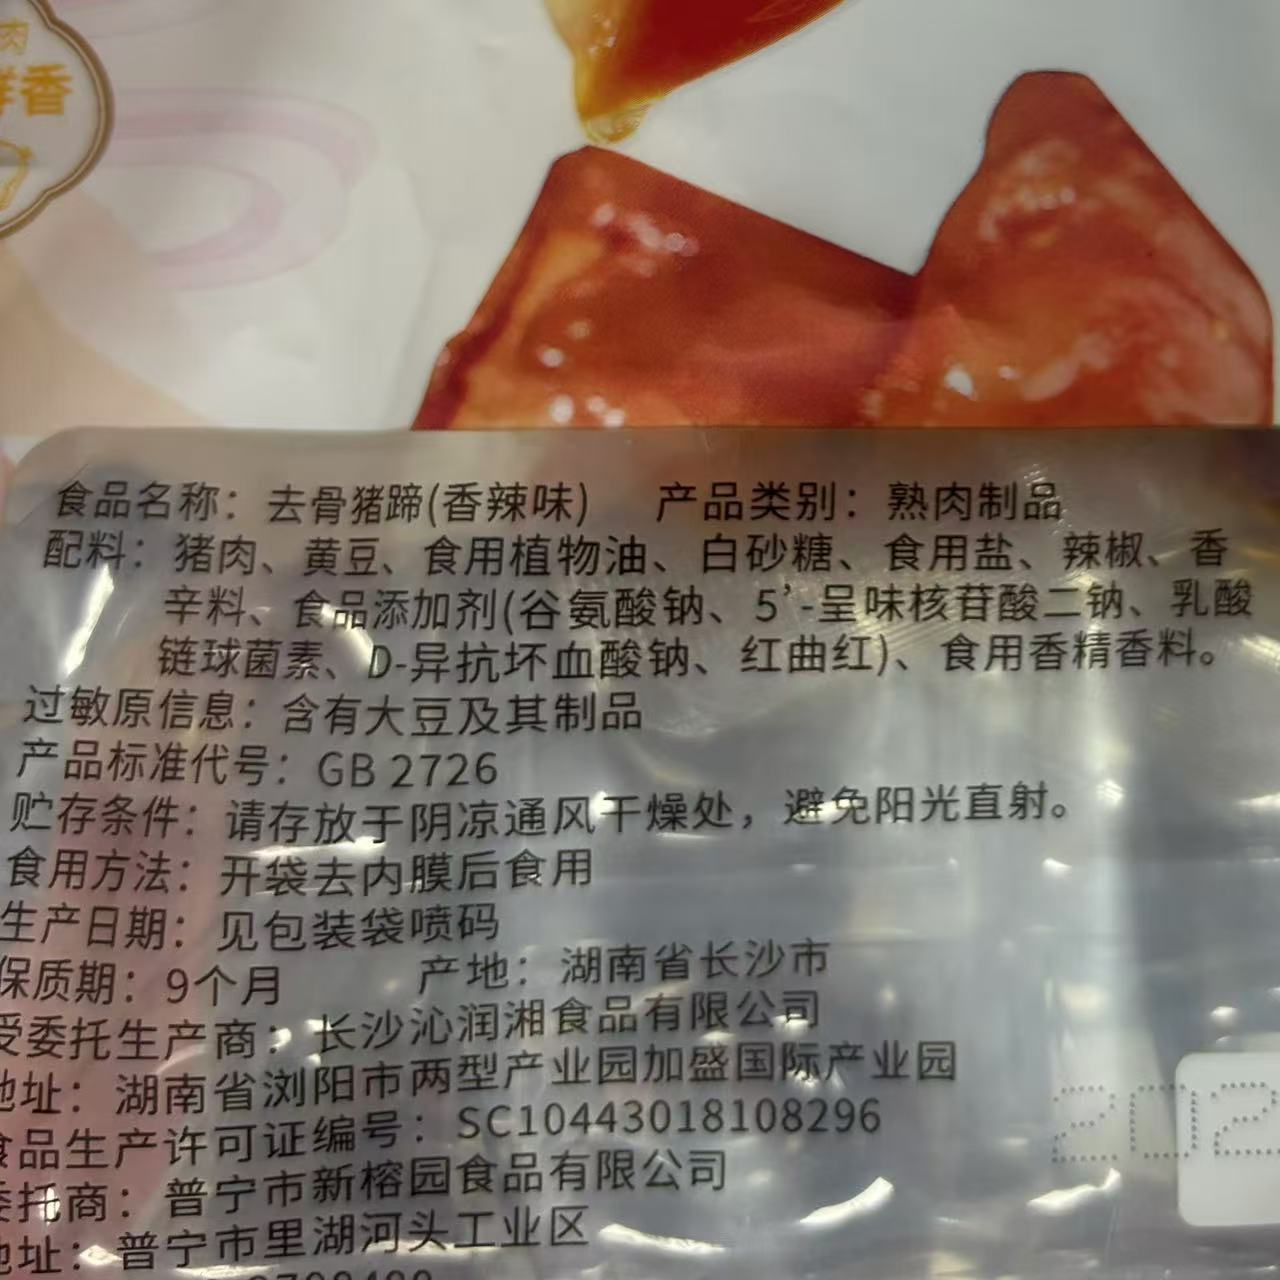 肉
香
食品名称：去骨猪蹄(香辣味) 产品类别：熟肉制品
配料：猪肉、黄豆、食用植物油、白砂糖、食用盐、辣椒、香
辛料、食品添加剂(谷氨酸钠、5’-呈味核苷酸二钠、乳酸
链球菌素、D-异抗坏血酸钠、红曲红)、食用香精香料。
过敏原信息：含有大豆及其制品
产品标准代号：GB 2726
贮存条件：请存放于阴凉通风干燥处，避免阳光直射。
食用方法：开袋去内膜后食用
生产日期：见包装袋喷码
保质期：9个月 产地：湖南省长沙市
受委托生产商：长沙沁润湘食品有限公司
地址：湖南省浏阳市两型产业园加盛国际产业园
食品生产许可证编号：SC10443018108296
委托商：普宁市新榕园食品有限公司
地址：普宁市里湖河头工业区
202